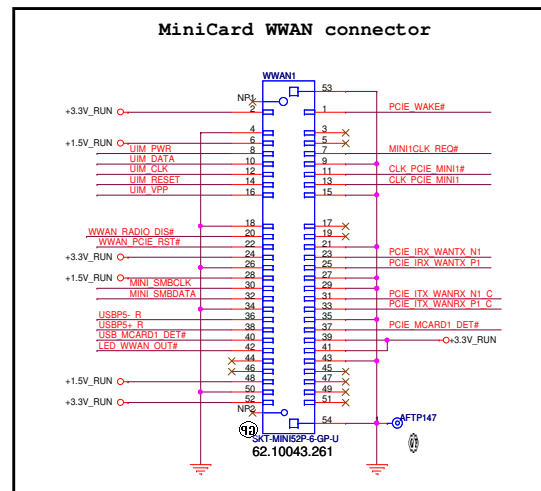 MiniCard WWAN connector
WWAN1
53
NP1
+3.3V_RUN 2 1 PCIE_WAKE#
4 3
+1.5V_RUN 6 5
UIM_PWR 8 7 MINI1CLK_REQ#
UIM_DATA 10 9
UIM_CLK 12 11 CLK_PCIE_MINI1#
UIM_RESET 14 13 CLK_PCIE_MINI1
UIM_VPP 16 15
18 17
WWAN_RADIO_DIS# 20 19
WWAN_PCIE_RST# 22 21
+3.3V_RUN 24 23 PCIE_IRX_WANTX_N1
26 25 PCIE_IRX_WANTX_P1
+1.5V_RUN 28 27
MINI_SMBCLK 30 29
MINI_SMBDATA 32 31 PCIE_ITX_WANRX_N1_C
34 33 PCIE_ITX_WANRX_P1_C
USBP5-_R 36 35
USBP5+_R 38 37 PCIE_MCARD1_DET#
USB_MCARD1_DET# 40 39 +3.3V_RUN
LED_WWAN_OUT# 42 41
44 43
46 45
+1.5V_RUN 48 47
50 49
+3.3V_RUN 52 51
NP2
54 AFTP147
SKT-MINI52P-6-GP-U
62.10043.261